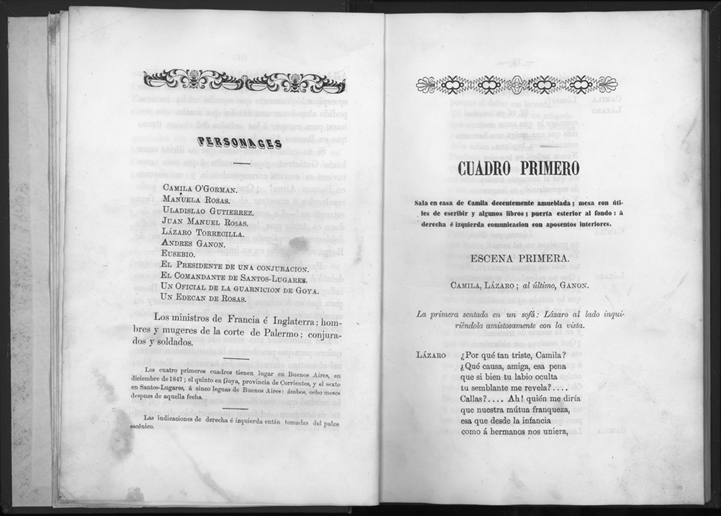 PERSONAGES
CAMILA O'GORMAN.
MANUELA ROSAS.
ULADISLAO GUTIERREZ.
JUAN MANUEL ROSAS.
LÁZARO TORRECILLA.
ANDRES GANON.
EUSEBIO.
EL PRESIDENTE DE UNA CONJURACION.
EL COMANDANTE DE SANTOS-LUGARES.
UN OFICIAL DE LA GUARNICION DE GOYA.
UN EDECAN DE ROSAS.
Los ministros de Francia é Inglaterra; hom-
bres y mugeres de la corte de Palermo; conjura-
dos y soldados.
Los cuatro primeros cuadros tienen lugar en Buenos Aires, en
diciembre de 1847; el quinto en Goya, provincia de Corrientes, y el sexto
en Santos-Lugares, á cinco leguas de Buenos Aires: ámbos, ocho meses
despues de aquella fecha.
Las indicaciones de derecha é izquierda están tomadas del palco
escénico.
CUADRO PRIMERO
Sala en casa de Camila decentemente amueblada; mesa con úti-
les de escribir y algunos libros; puerta esterior al fondo: á
derecha é izquierda comunicacion con aposentos interiores.
ESCENA PRIMERA.
CAMILA, LÁZARO; al último, GANON.
La primera sentada en un sofá: Lázaro al lado inqui-
riéndola amistosamente con la vista.
LÁZARO ¿Por qué tan triste, Camila?
¿Qué causa, amiga, esa pena
que si bien tu labio oculta
tu semblante me revela?....
Callas?.... Ah! quién me diria
que nuestra mútua franqueza,
esa que desde la infancia
como á hermanos nos uniera,